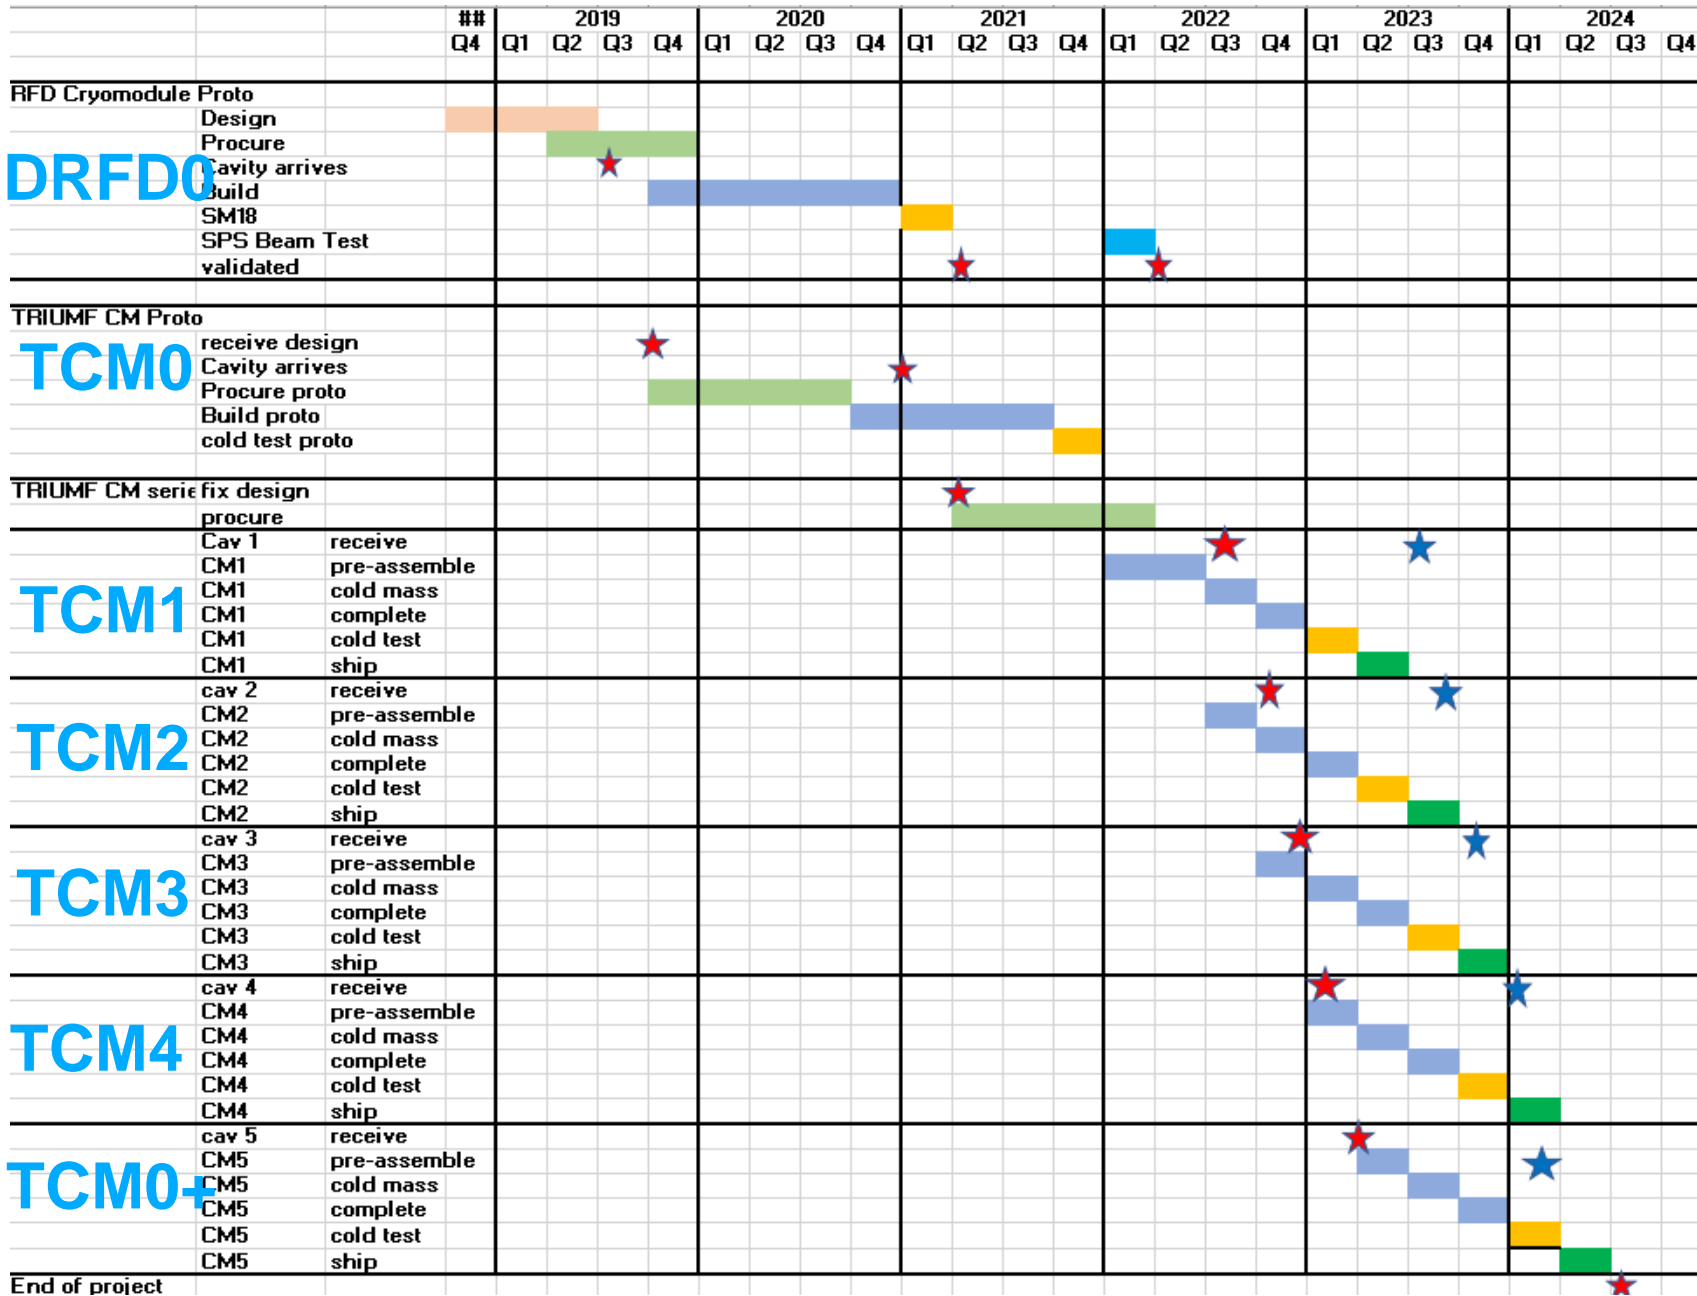 ## 2019 2020 2021 2022 2023 2024
Q4 Q1 Q2 Q3 Q4 Q1 Q2 Q3 Q4 Q1 Q2 Q3 Q4 Q1 Q2 Q3 Q4 Q1 Q2 Q3 Q4 Q1 Q2 Q3 Q4
RFD Cryomodule Proto
Design
Procure
DRFD0
Cavity arrives
Build
SM18
SPS Beam Test
validated
TRIUMF CM Proto
receive design
TCM0
Cavity arrives
Procure proto
Build proto
cold test proto
TRIUMF CM serie fix design
procure
Cav 1 receive
CM1 pre-assemble
TCM1
CM1 cold mass
CM1 complete
CM1 cold test
CM1 ship
cav 2 receive
CM2 pre-assemble
TCM2
CM2 cold mass
CM2 complete
CM2 cold test
CM2 ship
cav 3 receive
CM3 pre-assemble
TCM3
CM3 cold mass
CM3 complete
CM3 cold test
CM3 ship
cav 4 receive
CM4 pre-assemble
TCM4
CM4 cold mass
CM4 complete
CM4 cold test
CM4 ship
cav 5 receive
CM5 pre-assemble
TCM0+
CM5 cold mass
CM5 complete
CM5 cold test
CM5 ship
End of project